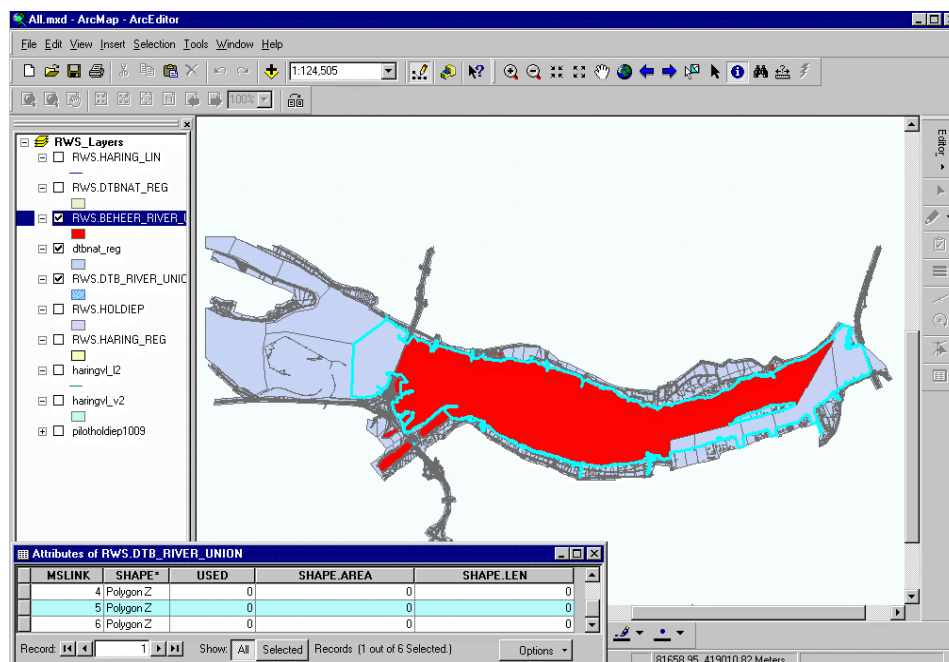 All.mxd - ArcMap - ArcEditor
File Edit View Insert Selection Tools Window Help
1:124,505
100%
Editor
RWS_Layers
RWS.HARING_LIN
RWS.DTBNAT_REG
RWS.BEHEER_RIVER_U
dtbnat_reg
RWS.DTB_RIVER_UNIO
RWS.HOLDIEP
RWS.HARING_REG
haringvl_l2
haringvl_v2
pilotholdiep1009
Attributes of RWS.DTB_RIVER_UNION
MSLINK SHAPE* USED SHAPE.AREA SHAPE.LEN
4 Polygon Z 0 0 0
5 Polygon Z 0 0 0
6 Polygon Z 0 0 0
Record: 1 Show: All Selected Records (1 out of 6 Selected.) Options
81658.95 419010.82 Meters